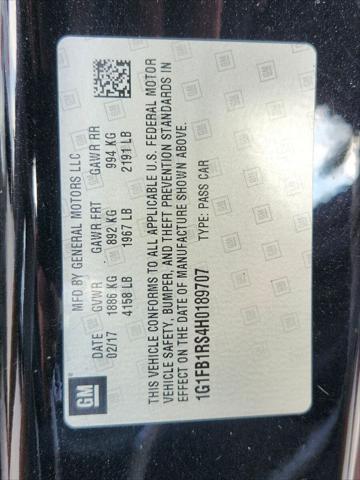 GM
MFD BY GENERAL MOTORS LLC
DATE GVWR GAWR FRT GAWR RR
02/17 1886 KG 892 KG 994 KG
4158 LB 1967 LB 2191 LB
THIS VEHICLE CONFORMS TO ALL APPLICABLE U.S. FEDERAL MOTOR
VEHICLE SAFETY, BUMPER, AND THEFT PREVENTION STANDARDS IN
EFFECT ON THE DATE OF MANUFACTURE SHOWN ABOVE.
1G1FB1RS4H0189707 TYPE: PASS CAR